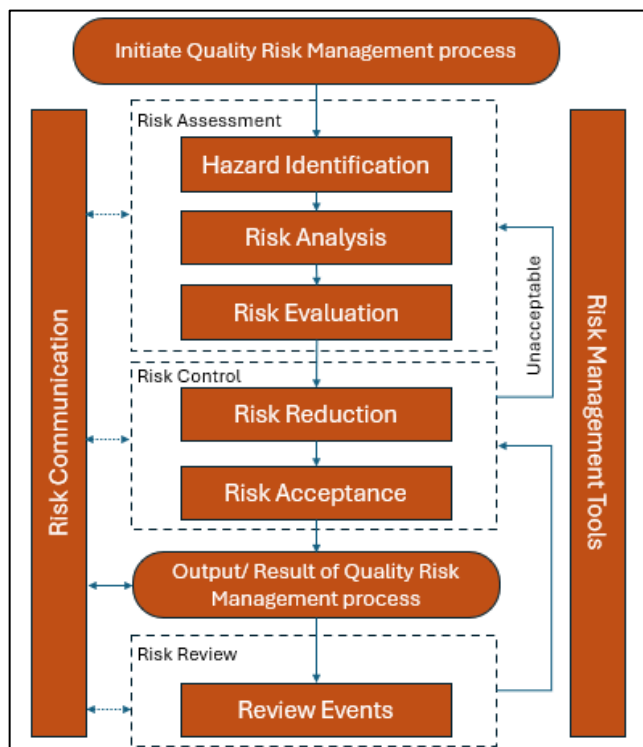 Initiate Quality Risk Management process
Risk Assessment
Hazard Identification
Risk Analysis
Risk Evaluation
Unacceptable
Risk Control
Risk Reduction
Risk Acceptance
Output/ Result of Quality Risk
Management process
Risk Review
Review Events
Risk Communication
Risk Management Tools